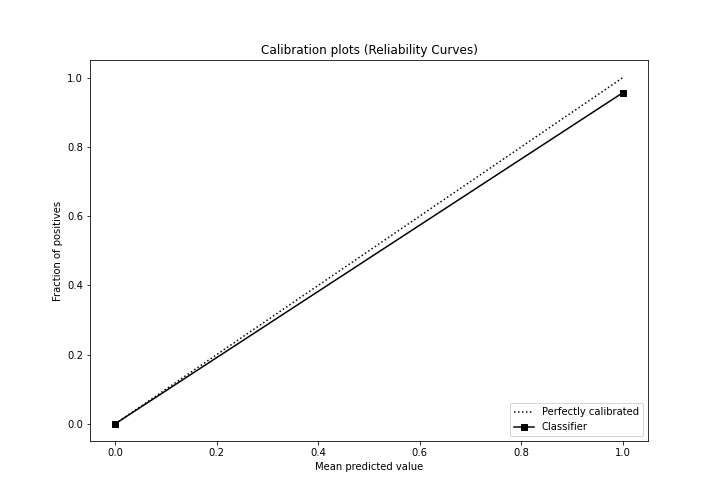 Calibration plots (Reliability Curves)
1.0
0.8
0.6
0.4
0.2
0.0
Fraction of positives
0.0 0.2 0.4 0.6 0.8 1.0
Mean predicted value
Perfectly calibrated
Classifier